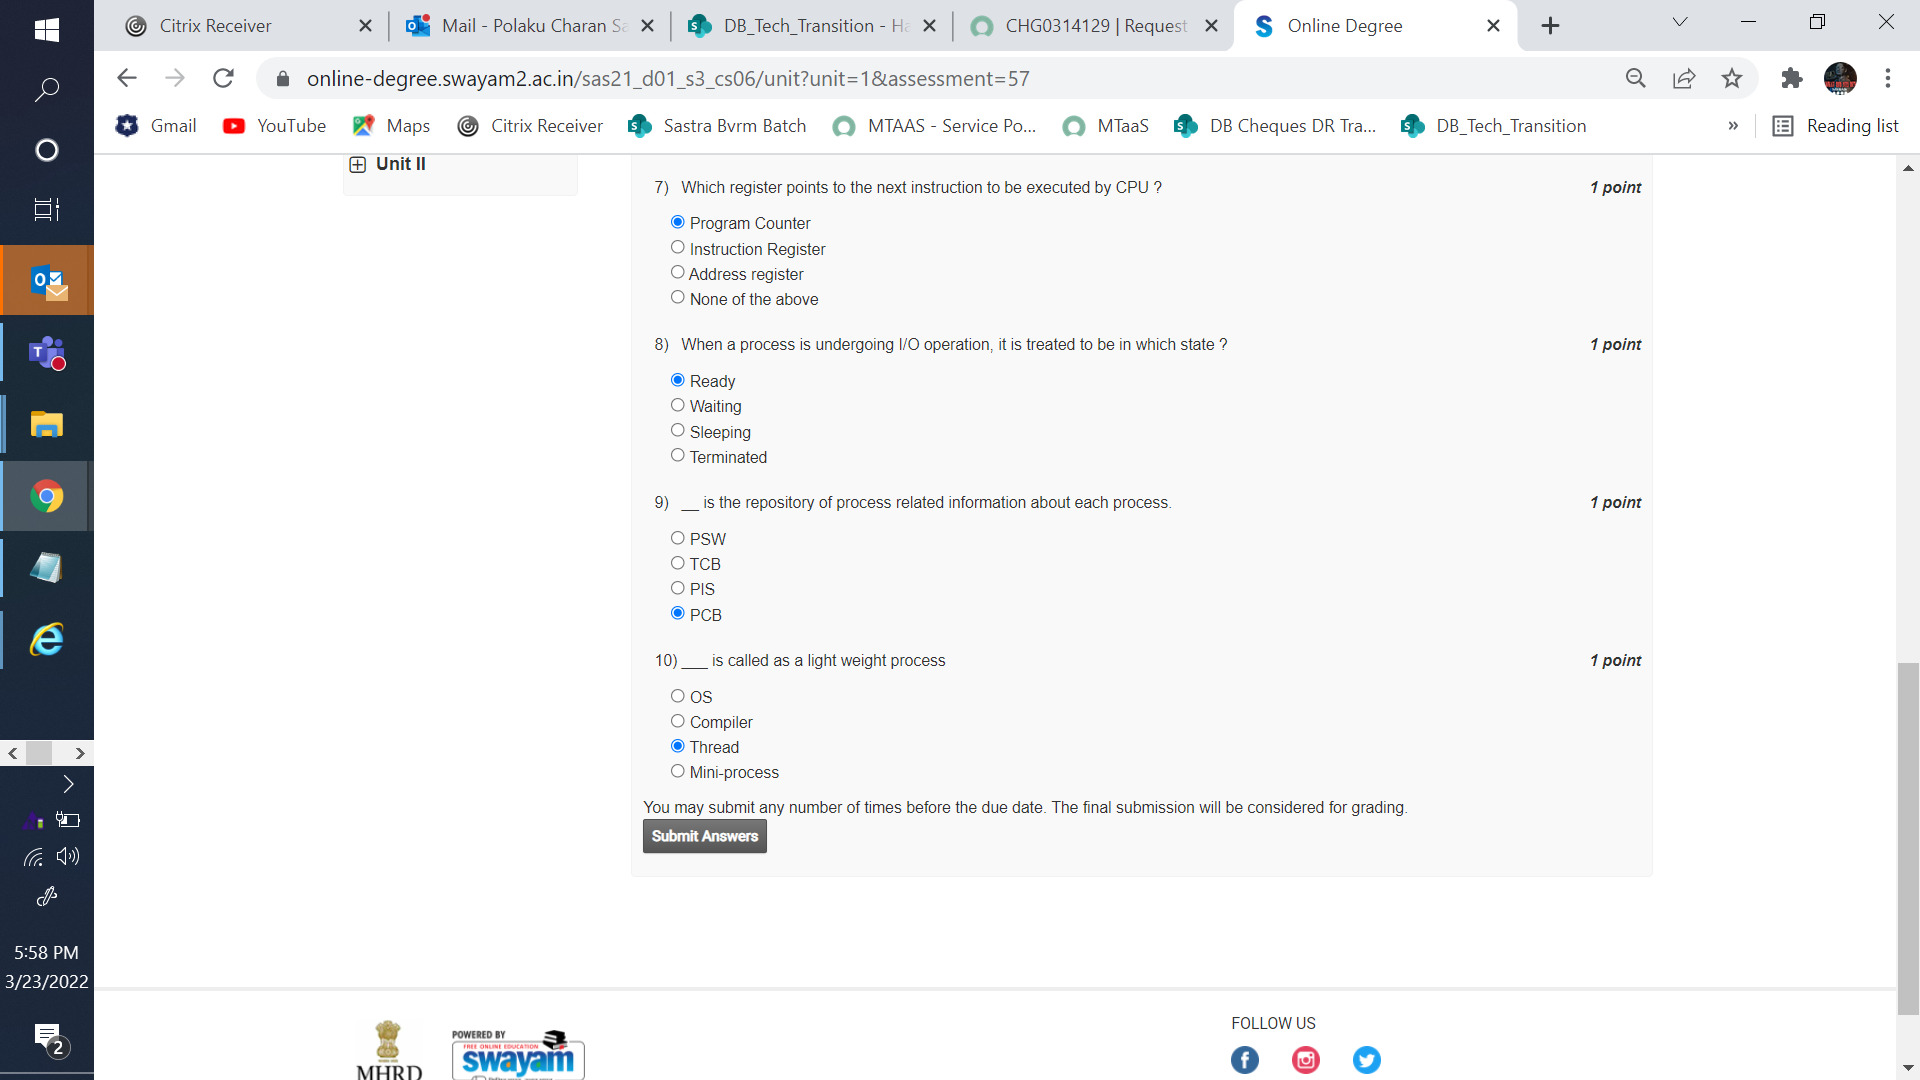 Citrix Receiver
Mail - Polaku Charan Sa
DB_Tech_Transition - Ha
CHG0314129 | Request
Online Degree
online-degree.swayam2.ac.in/sas21_d01_s3_cs06/unit?unit=1&assessment=57
Gmail
YouTube
Maps
Citrix Receiver
Sastra Bvrm Batch
MTAAS - Service Po...
MTaaS
DB Cheques DR Tra...
DB_Tech_Transition
»
Reading list
Unit II
7) Which register points to the next instruction to be executed by CPU ?
1 point
Program Counter
Instruction Register
Address register
None of the above
8) When a process is undergoing I/O operation, it is treated to be in which state ?
1 point
Ready
Waiting
Sleeping
Terminated
9) __ is the repository of process related information about each process.
1 point
PSW
TCB
PIS
PCB
10) ___ is called as a light weight process
1 point
OS
Compiler
Thread
Mini-process
You may submit any number of times before the due date. The final submission will be considered for grading.
Submit Answers
5:58 PM
3/23/2022
2
MHRD
POWERED BY
FREE ONLINE EDUCATION
swayam
FOLLOW US